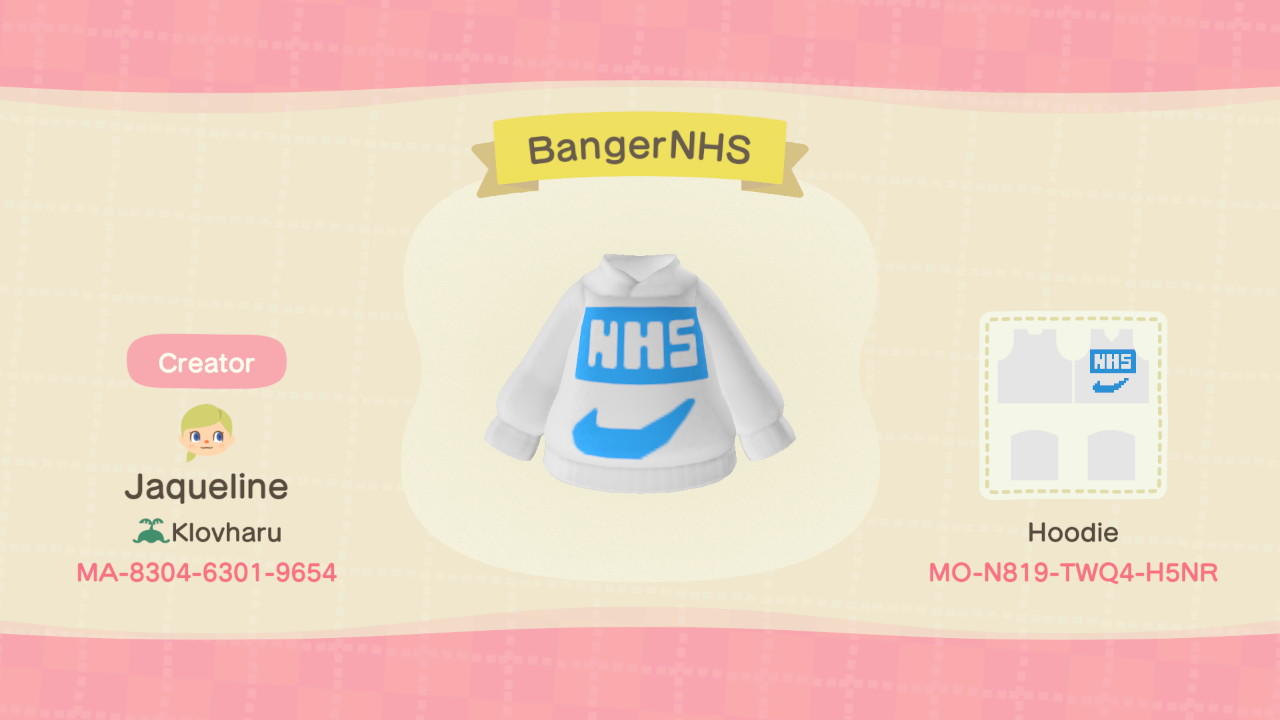 BangerNHS
NHS
Creator
Jaqueline
Klovharu
MA-8304-6301-9654
NHS
Hoodie
MO-N819-TWQ4-H5NR